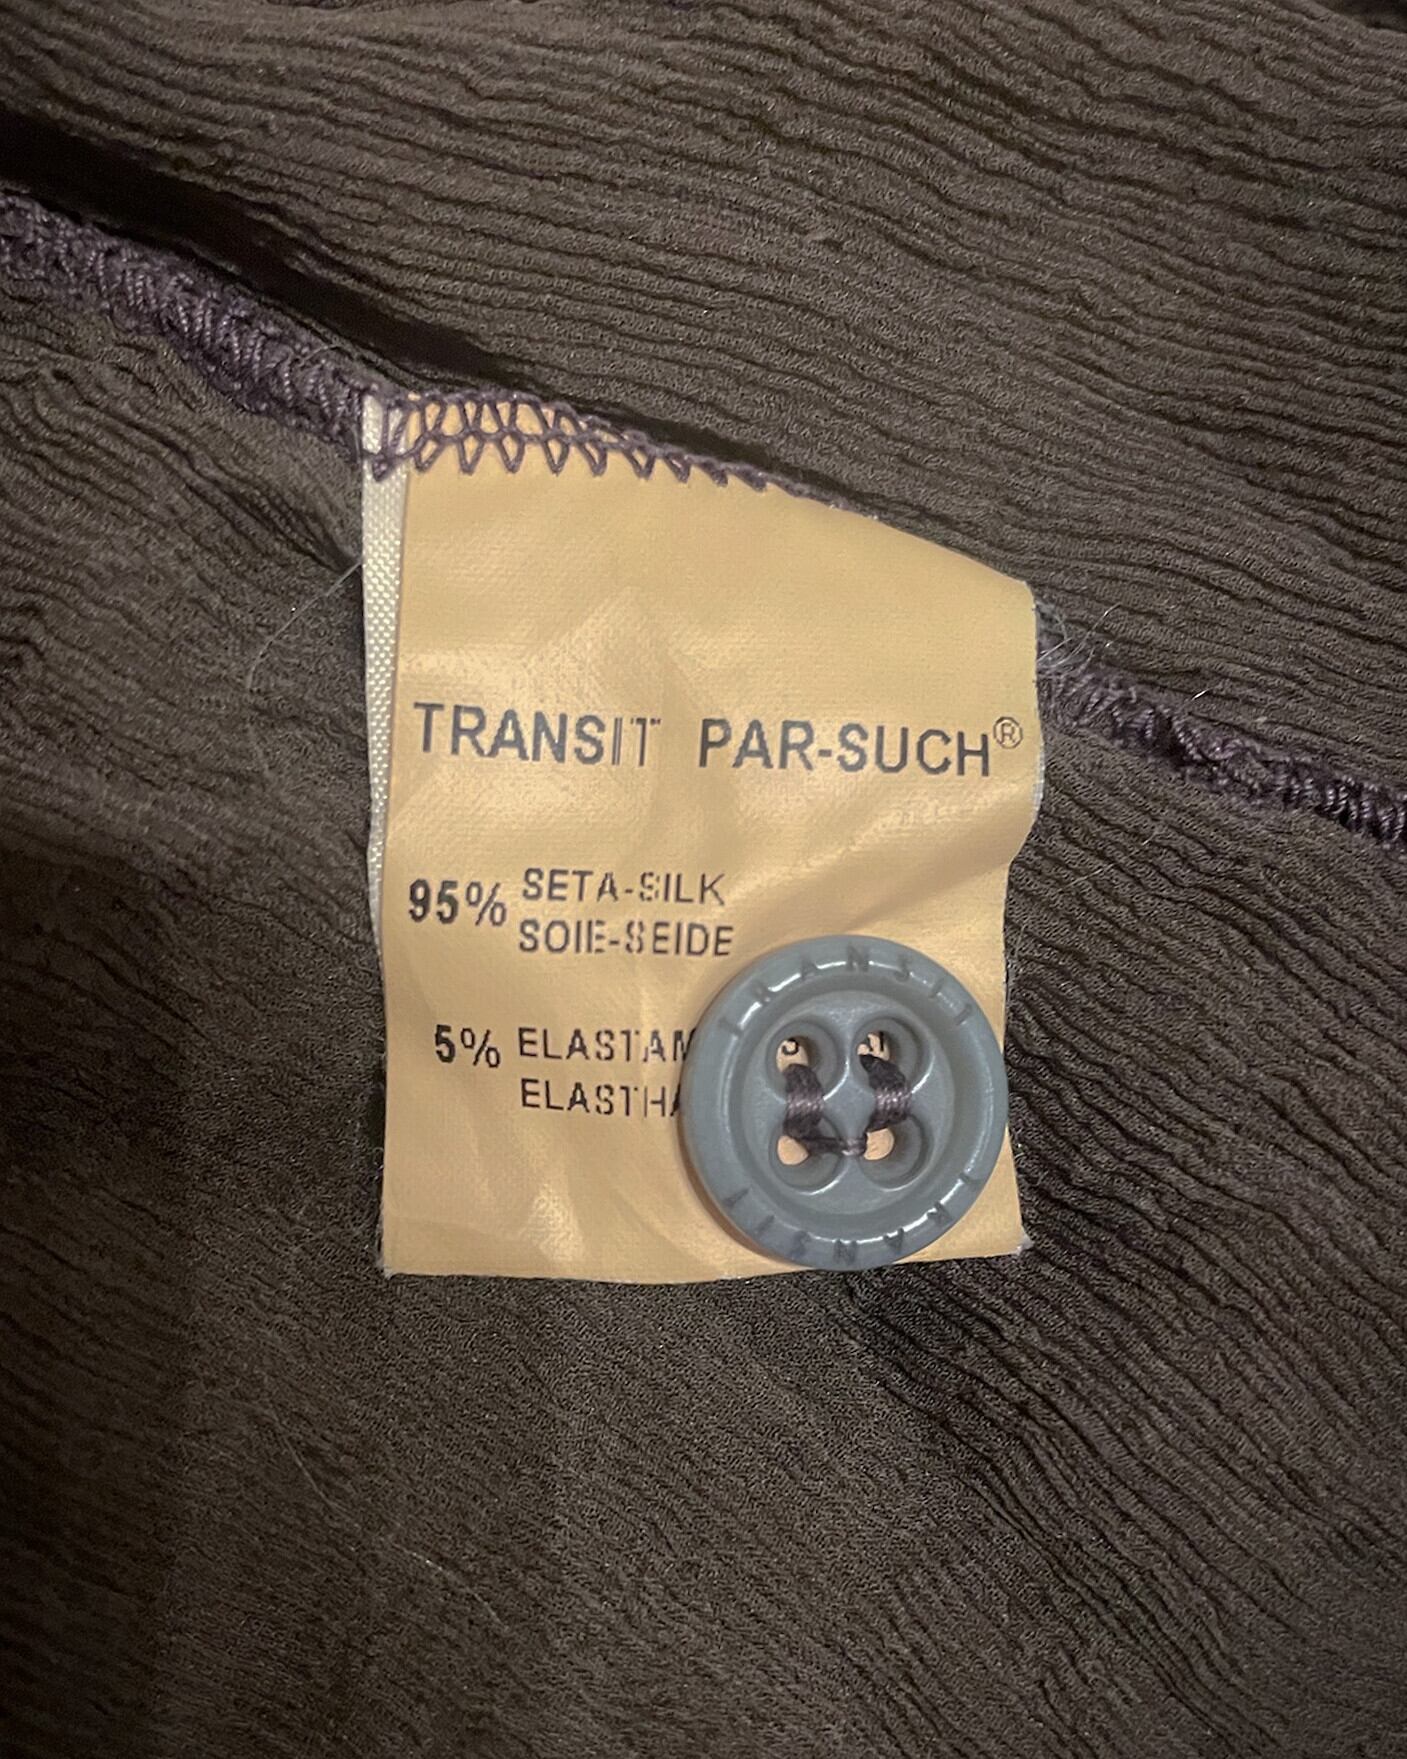 TRANSIT PAR-SUCH®
95% SETA-SILK
SOIE-SEIDE
5%
TRANSIT
TRANSIT